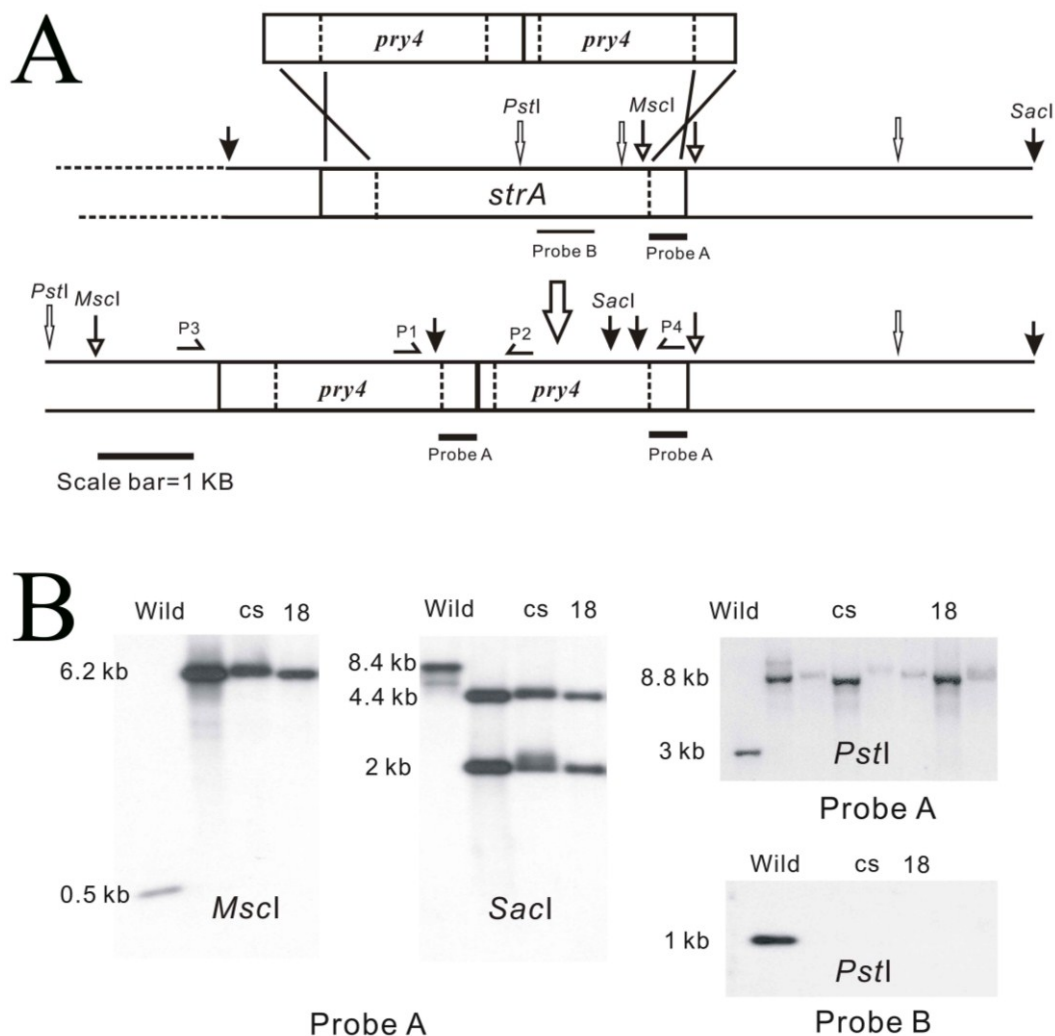 A
pry4 pry4
PstI MscI SacI
strA
Probe B Probe A
PstI MscI P3 P1 P2 SacI P4
pry4 pry4
Probe A Probe A
Scale bar=1 KB
B
Wild cs 18
6.2 kb
0.5 kb
MscI
Wild cs 18
8.4 kb
4.4 kb
2 kb
SacI
Probe A
Wild cs 18
8.8 kb
3 kb
PstI
Probe A
Wild cs 18
1 kb
PstI
Probe B